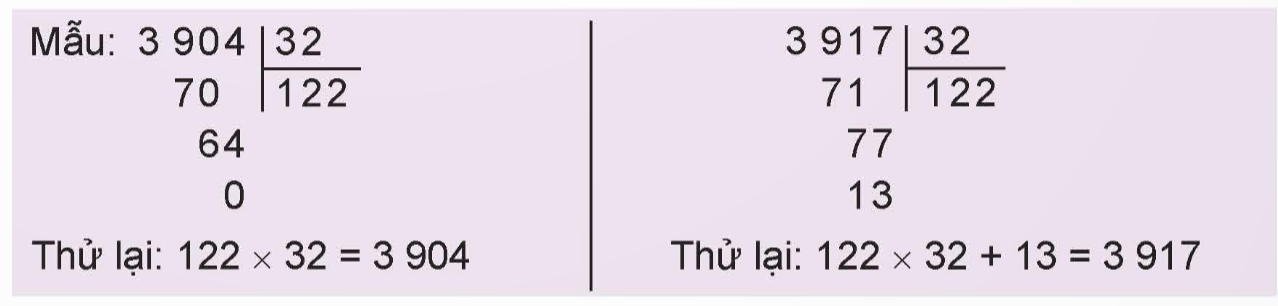 Mẫu: 3 904 32
70 122
64
0
Thử lại: 122 × 32 = 3 904
3 917 32
71 122
77
13
Thử lại: 122 × 32 + 13 = 3 917